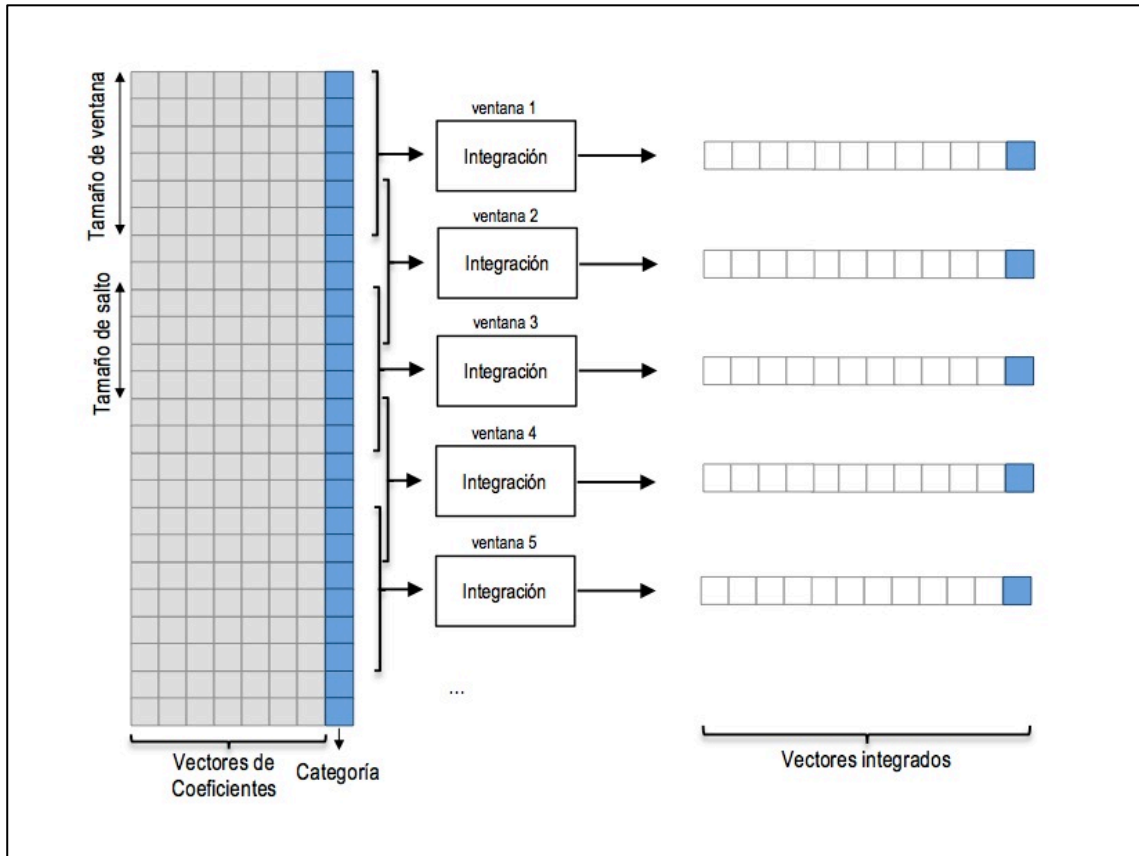 Tamaño de ventana
Tamaño de salto
ventana 1
Integración
ventana 2
Integración
ventana 3
Integración
ventana 4
Integración
ventana 5
Integración
...
Vectores de
Coeficientes
Categoría
Vectores integrados